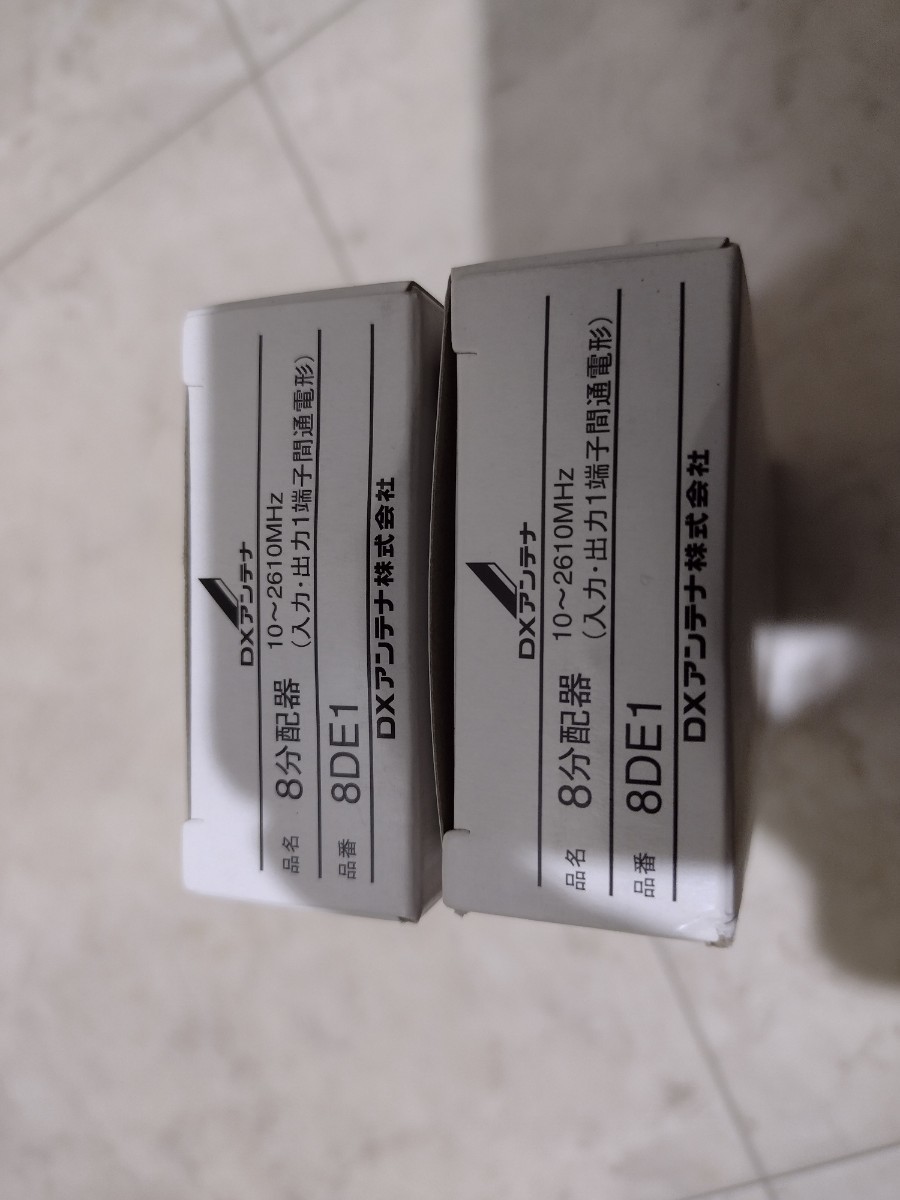 DXアンテナ
品名 8分配器 10～2610MHz
（入力・出力1端子間通電形）
品番 8DE1
DXアンテナ株式会社
DXアンテナ
品名 8分配器 10～2610MHz
（入力・出力1端子間通電形）
品番 8DE1
DXアンテナ株式会社